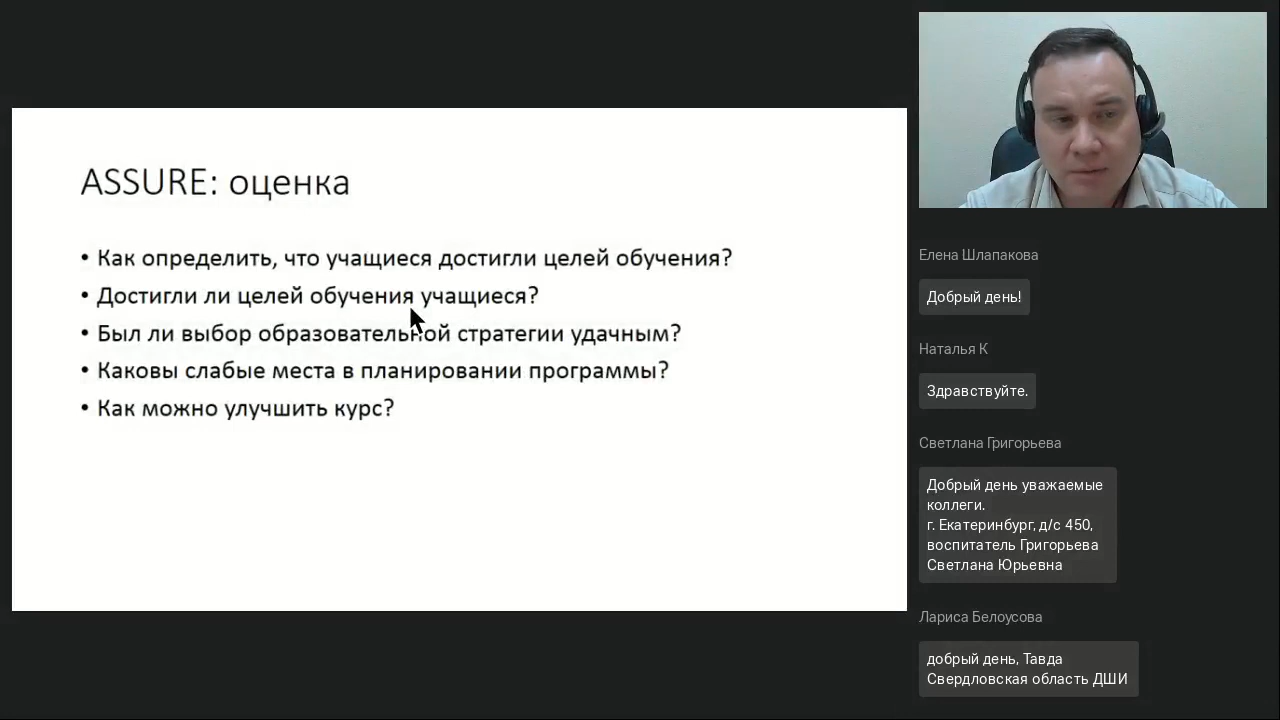 ASSURE: оценка
• Как определить, что учащиеся достигли целей обучения?
• Достигли ли целей обучения учащиеся?
• Был ли выбор образовательной стратегии удачным?
• Каковы слабые места в планировании программы?
• Как можно улучшить курс?
Елена Шлапакова
Добрый день!
Наталья К
Здравствуйте.
Светлана Григорьева
Добрый день уважаемые
коллеги.
г. Екатеринбург, д/с 450,
воспитатель Григорьева
Светлана Юрьевна
Лариса Белоусова
добрый день, Тавда
Свердловская область ДШИ